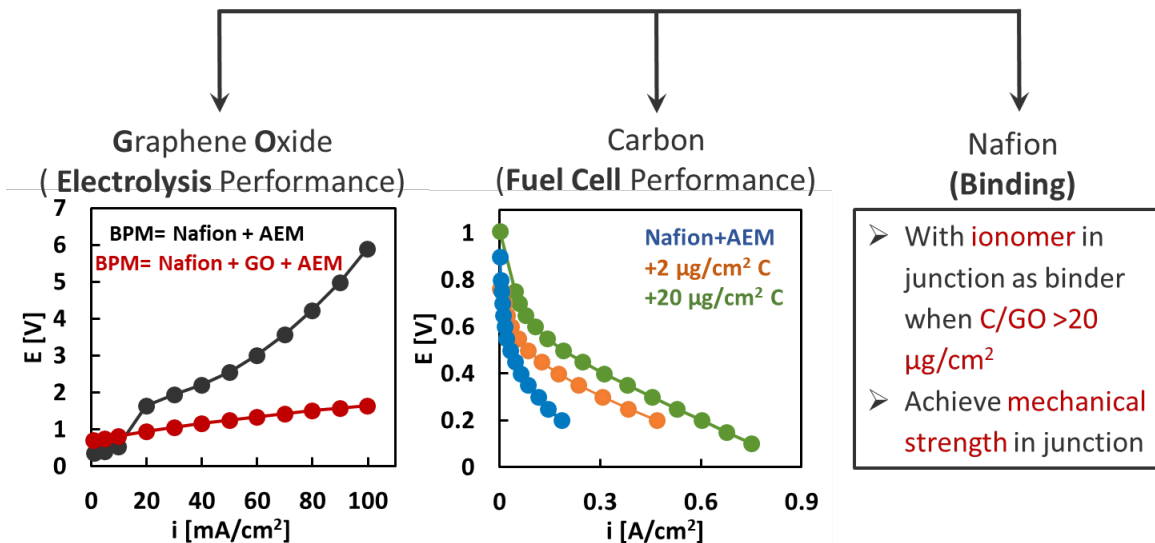 Graphene Oxide
( Electrolysis Performance)
7
6
5
4
3
2
1
0
E [V]
BPM= Nafion + AEM
BPM= Nafion + GO + AEM
0
20
40
60
80
100
i [mA/cm²]
Carbon
(Fuel Cell Performance)
1
0.8
0.6
0.4
0.2
0
E [V]
Nafion+AEM
+2 µg/cm² C
+20 µg/cm² C
0
0.3
0.6
0.9
i [A/cm²]
Nafion
(Binding)
➢ With ionomer in
junction as binder
when C/GO >20
µg/cm²
➢ Achieve mechanical
strength in junction